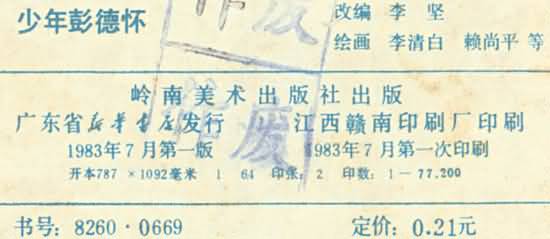 少年彭德怀
改编 李 坚
绘画 李清白 赖尚平 等
作废
岭南美术出版社出版
广东省新华书店发行 江西赣南印刷厂印刷
1983年7月第一版 1983年7月第一次印刷
开本787×1092毫米 1 64 印张:2 印数:1—77,200
作废
书号:8260·0669 定价:0.21元